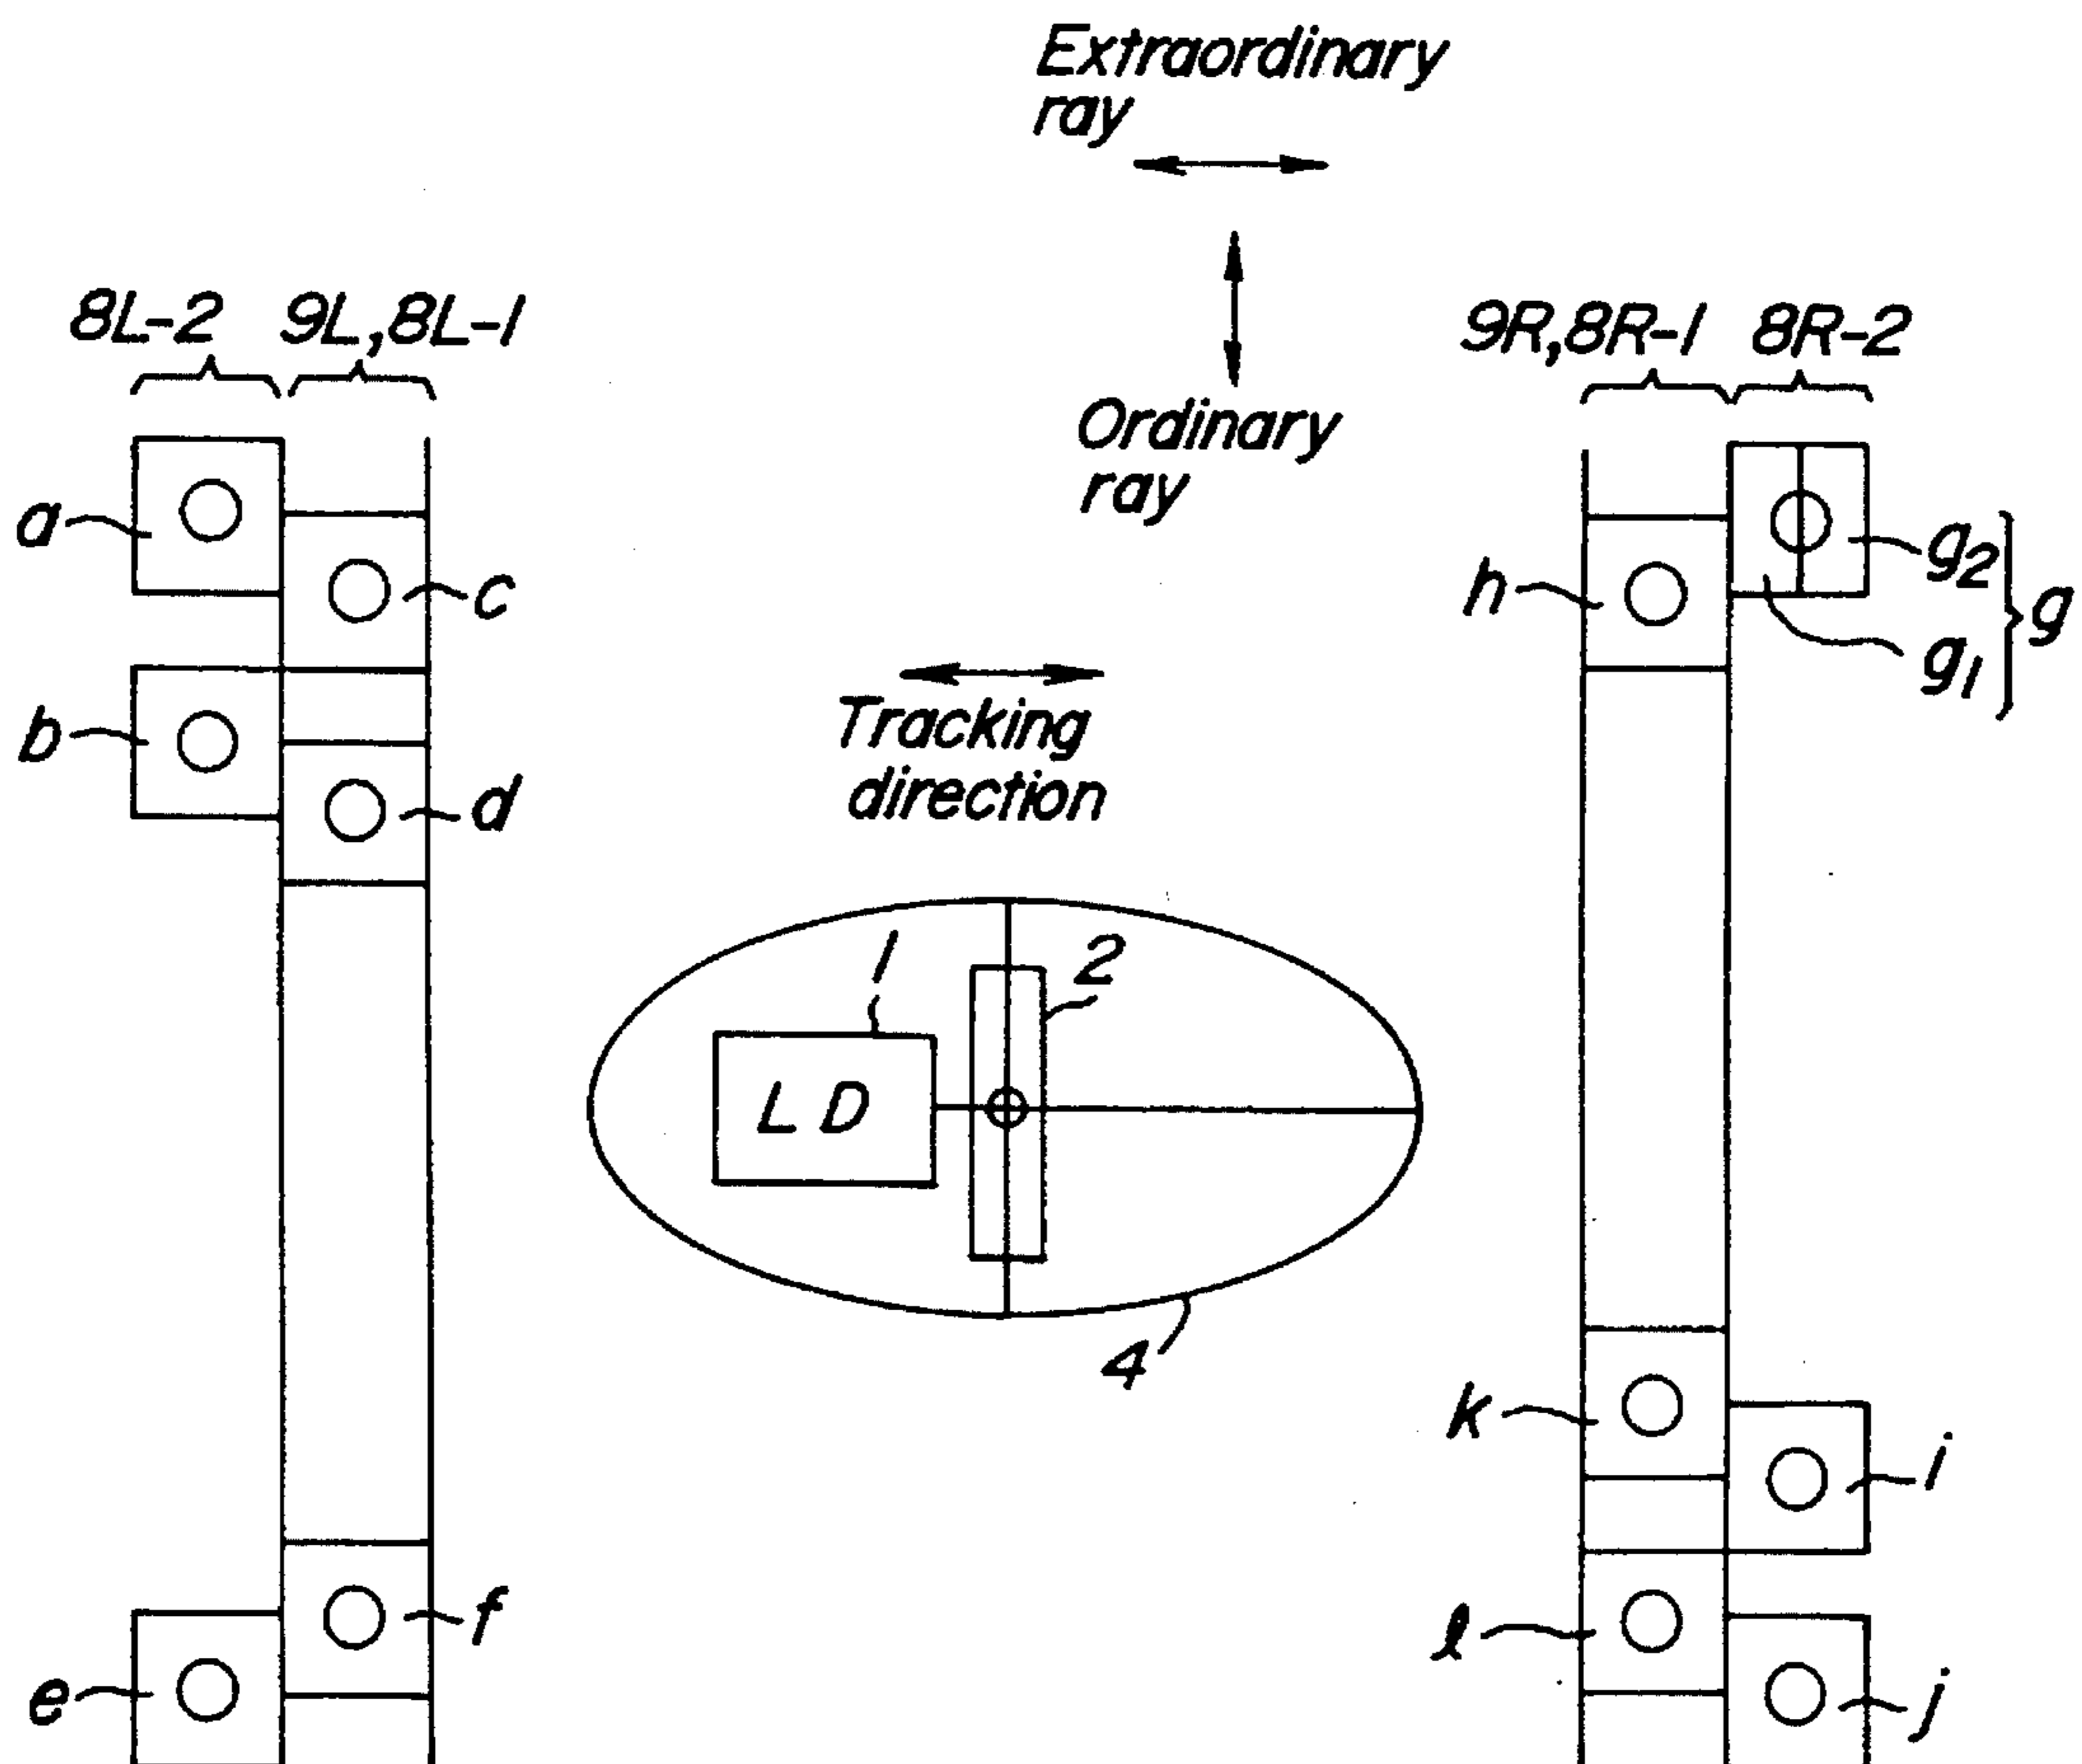 Extraordinary
ray
Ordinary
ray
8L-2
9L,8L-1
9R,8R-1
8R-2
a
c
b
d
h
g2
g1
g
Tracking
direction
1
2
LD
4
k
i
f
e
l
j